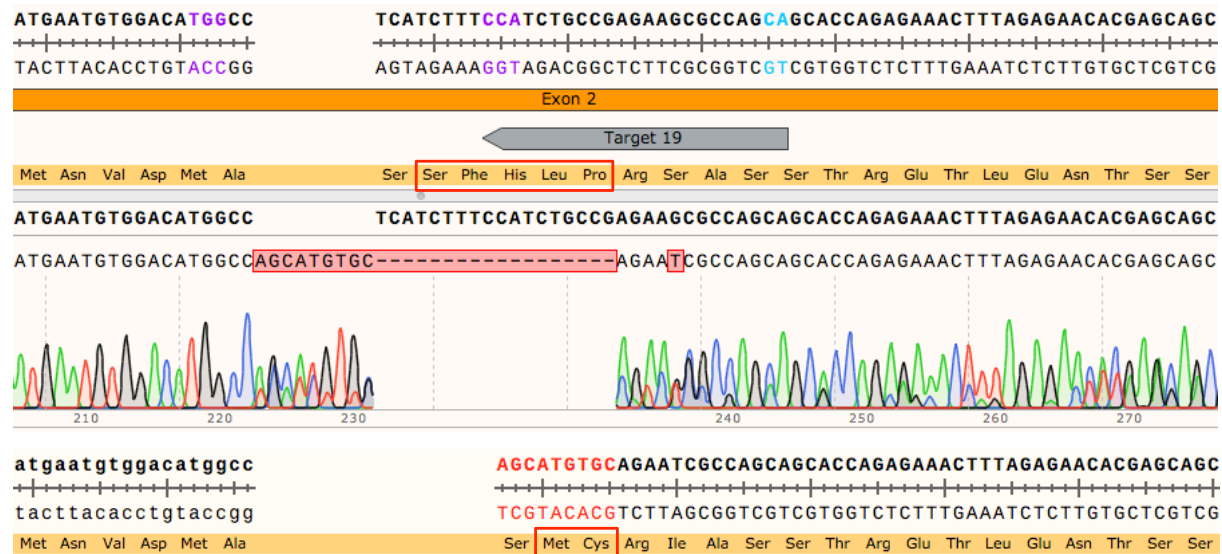 ATGAATGTGGACATGGCC TCATCTTTCCATCTGCCGAGAAGCGCCAGCAGCACCAGAGAAACTTTAGAGAACACGAGCAGC
TACTTACACCTGTACCGG AGTAGAAAGGTAGACGGCTCTTCGCGGTCGTCGTGGTCTCTTTGAAATCTCTTGTGCTCGTCG
Exon 2
Target 19
Met Asn Val Asp Met Ala Ser Ser Phe His Leu Pro Arg Ser Ala Ser Ser Thr Arg Glu Thr Leu Glu Asn Thr Ser Ser
ATGAATGTGGACATGGCC TCATCTTTCCATCTGCCGAGAAGCGCCAGCAGCACCAGAGAAACTTTAGAGAACACGAGCAGC
ATGAATGTGGACATGGCCAGCATGTGC------------------AGAATCGCCAGCAGCACCAGAGAAACTTTAGAGAACACGAGCAGC
210 220 230 240 250 260 270
atgaatgtggacatggcc AGCATGTGCAGAATCGCCAGCAGCACCAGAGAAACTTTAGAGAACACGAGCAGC
tacttacacctgtaccgg TCGTACACGTCTTAGCGGTCGTCGTGGTCTCTTTGAAATCTCTTGTGCTCGTCG
Met Asn Val Asp Met Ala Ser Met Cys Arg Ile Ala Ser Ser Thr Arg Glu Thr Leu Glu Asn Thr Ser Ser